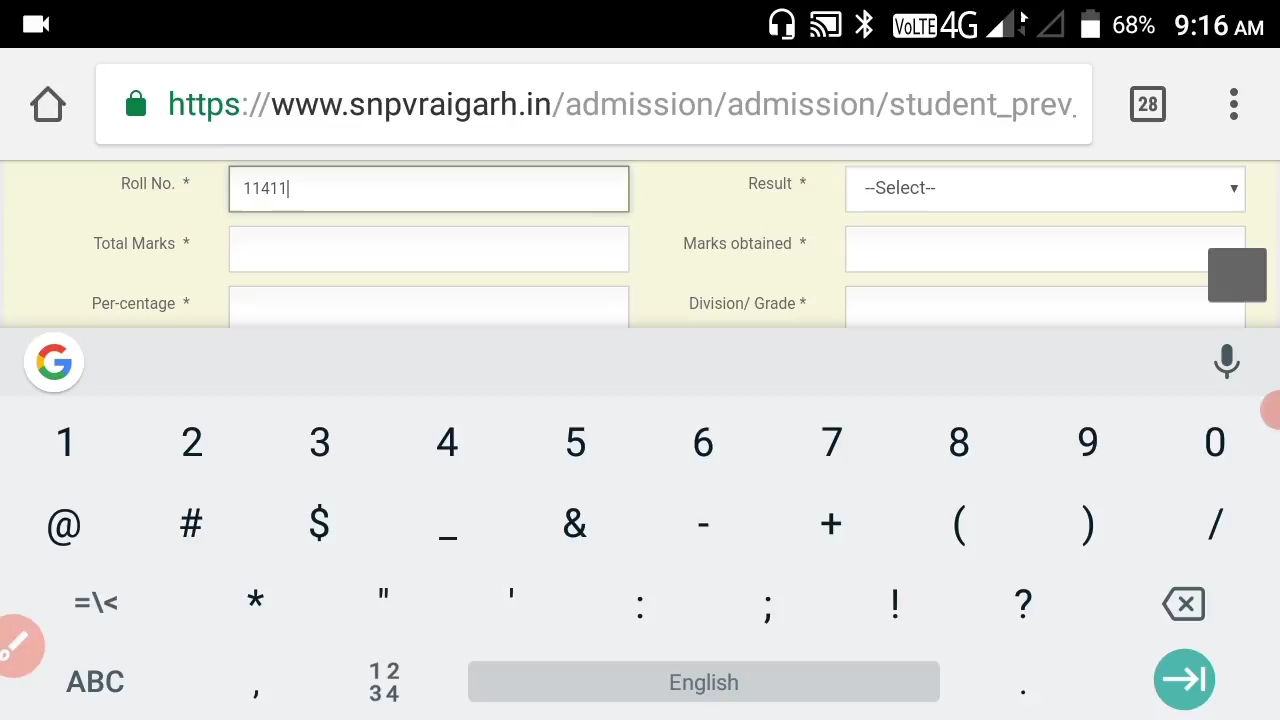 VoLTE 4G 68% 9:16 AM
https://www.snpvraigarh.in/admission/admission/student_prev_ 28
Roll No. * 11411 Result * --Select--
Total Marks * Marks obtained *
Per-centage * Division/ Grade *
1 2 3 4 5 6 7 8 9 0
@ # $ _ & - + ( ) /
=\< * " ' : ; ! ?
ABC , 12 34 English .